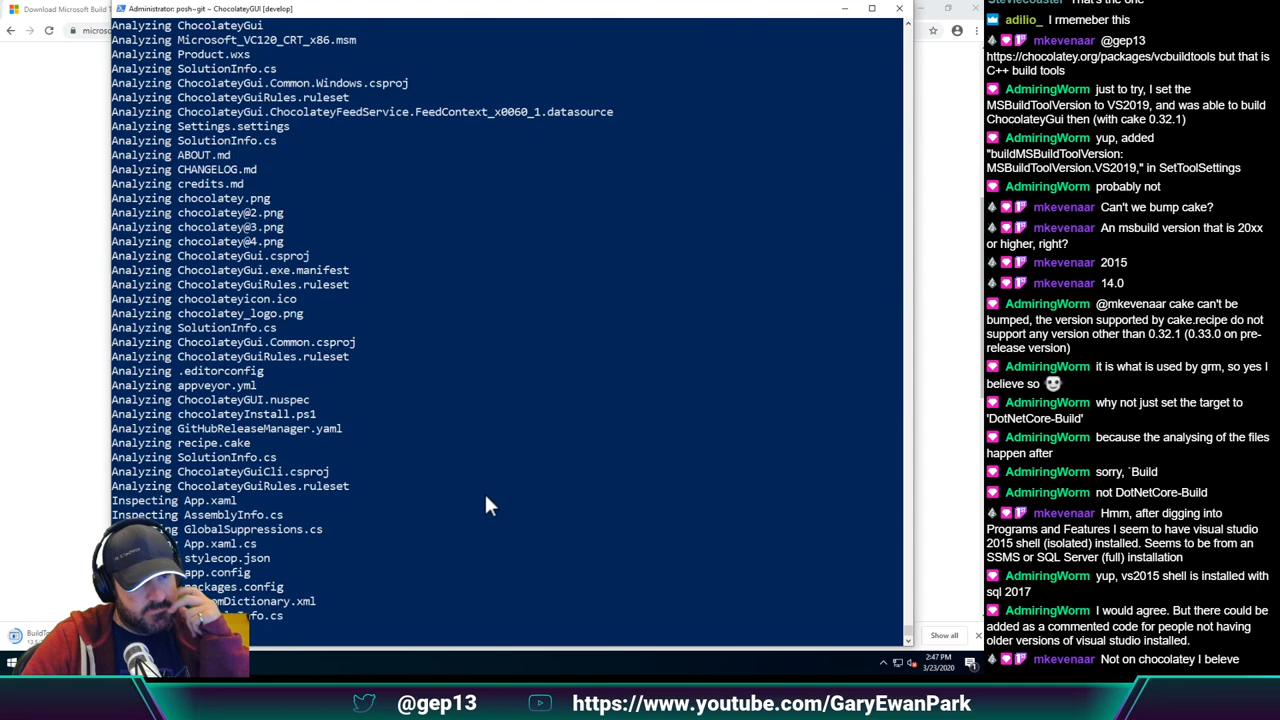 Download Microsoft Build T
Administrator: posh~git ~ ChocolateyGUI [develop]
microso
Analyzing ChocolateyGui
Analyzing Microsoft_VC120_CRT_x86.msm
Analyzing Product.wxs
Analyzing SolutionInfo.cs
Analyzing ChocolateyGui.Common.Windows.csproj
Analyzing ChocolateyGuiRules.ruleset
Analyzing ChocolateyGui.ChocolateyFeedService.FeedContext_x0060_1.datasource
Analyzing Settings.settings
Analyzing SolutionInfo.cs
Analyzing ABOUT.md
Analyzing CHANGELOG.md
Analyzing credits.md
Analyzing chocolatey.png
Analyzing chocolatey@2.png
Analyzing chocolatey@3.png
Analyzing chocolatey@4.png
Analyzing ChocolateyGui.csproj
Analyzing ChocolateyGui.exe.manifest
Analyzing ChocolateyGuiRules.ruleset
Analyzing chocolateyicon.ico
Analyzing chocolatey_logo.png
Analyzing SolutionInfo.cs
Analyzing ChocolateyGui.Common.csproj
Analyzing ChocolateyGuiRules.ruleset
Analyzing .editorconfig
Analyzing appveyor.yml
Analyzing ChocolateyGUI.nuspec
Analyzing chocolateyInstall.ps1
Analyzing GitHubReleaseManager.yaml
Analyzing recipe.cake
Analyzing SolutionInfo.cs
Analyzing ChocolateyGuiCli.csproj
Analyzing ChocolateyGuiRules.ruleset
Inspecting App.xaml
Inspecting AssemblyInfo.cs
GlobalSuppressions.cs
App.xaml.cs
stylecop.json
app.config
packages.config
omDictionary.xml
Info.cs
BuildTo
Show all
2:47 PM
3/23/2020
Steviecoaster That's the one
adilio_ I rmemeber this
mkevenaar @gep13
https://chocolatey.org/packages/vcbuildtools but that is
C++ build tools
AdmiringWorm just to try, I set the
MSBuildToolVersion to VS2019, and was able to build
ChocolateyGui then (with cake 0.32.1)
AdmiringWorm yup, added
"buildMSBuildToolVersion:
MSBuildToolVersion.VS2019," in SetToolSettings
AdmiringWorm probably not
mkevenaar Can't we bump cake?
mkevenaar An msbuild version that is 20xx
or higher, right?
mkevenaar 2015
mkevenaar 14.0
AdmiringWorm @mkevenaar cake can't be
bumped, the version supported by cake.recipe do not
support any version other than 0.32.1 (0.33.0 on pre-
release version)
AdmiringWorm it is what is used by grm, so yes I
believe so
AdmiringWorm why not just set the target to
'DotNetCore-Build'
AdmiringWorm because the analysing of the files
happen after
AdmiringWorm sorry, `Build
AdmiringWorm not DotNetCore-Build
mkevenaar Hmm, after digging into
Programs and Features I seem to have visual studio
2015 shell (isolated) installed. Seems to be from an
SSMS or SQL Server (full) installation
AdmiringWorm yup, vs2015 shell is installed with
sql 2017
AdmiringWorm I would agree. But there could be
added as a commented code for people not having
older versions of visual studio installed.
mkevenaar Not on chocolatey I beleve
@gep13
https://www.youtube.com/GaryEwanPark